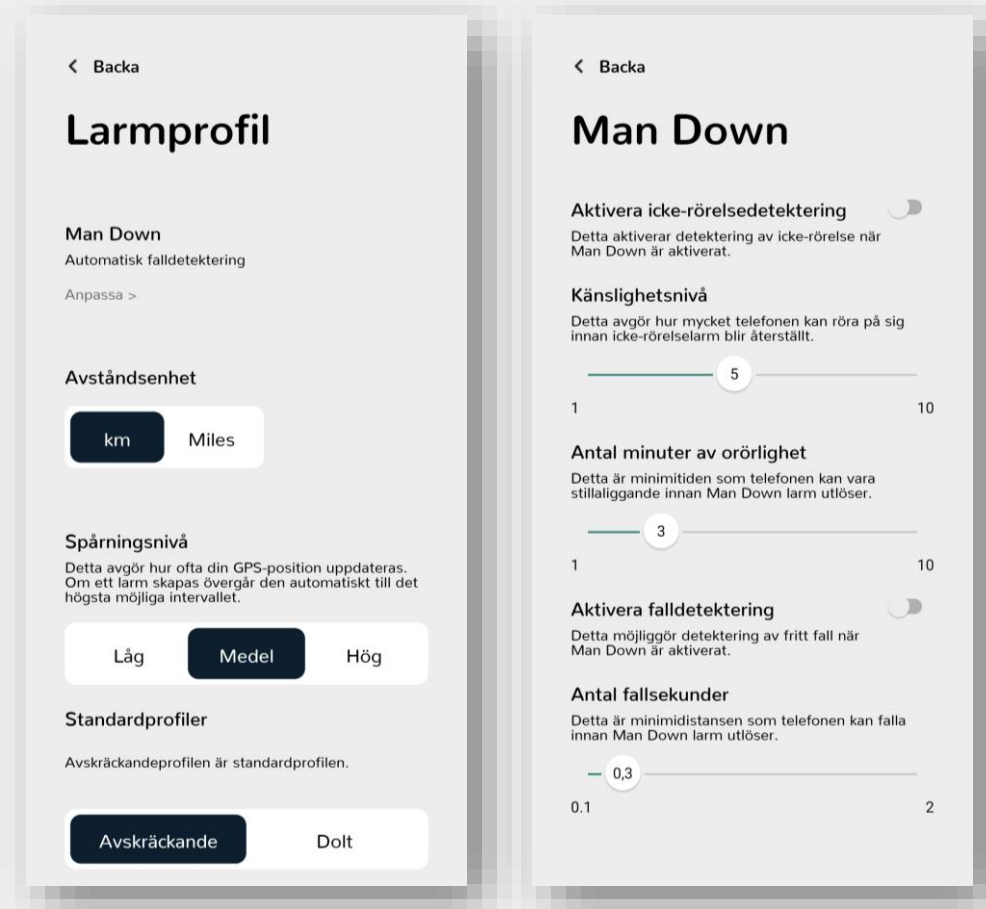 Backa
Larmprofil
Man Down
Automatisk falldetektering
Anpassa >
Avståndsenhet
km Miles
Spårningsnivå
Detta avgör hur ofta din GPS-position uppdateras.
Om ett larm skapas övergår den automatiskt till det
högsta möjliga intervallet.
Låg Medel Hög
Standardprofiler
Avskräckandeprofilen är standardprofilen.
Avskräckande Dolt
Backa
Man Down
Aktivera icke-rörelsedetektering
Detta aktiverar detektering av icke-rörelse när
Man Down är aktiverat.
Känslighetsnivå
Detta avgör hur mycket telefonen kan röra på sig
innan icke-rörelselarm blir återställt.
5
1 10
Antal minuter av orörlighet
Detta är minimitiden som telefonen kan vara
stillaliggande innan Man Down larm utlöser.
3
1 10
Aktivera falldetektering
Detta möjliggör detektering av fritt fall när
Man Down är aktiverat.
Antal fallsekunder
Detta är minimidistansen som telefonen kan falla
innan Man Down larm utlöser.
0,3
0.1 2